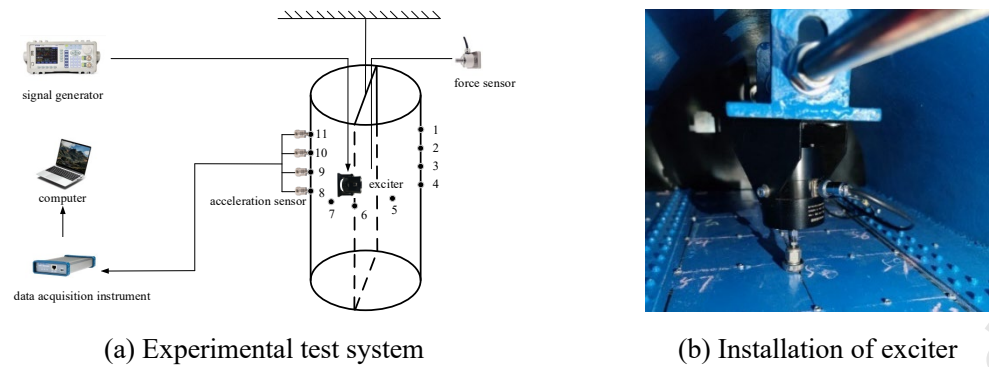 signal generator
force sensor
1
11
2
10
3
9
4
exciter
8
acceleration sensor
5
7
6
computer
data acquisition instrument
(a) Experimental test system
(b) Installation of exciter